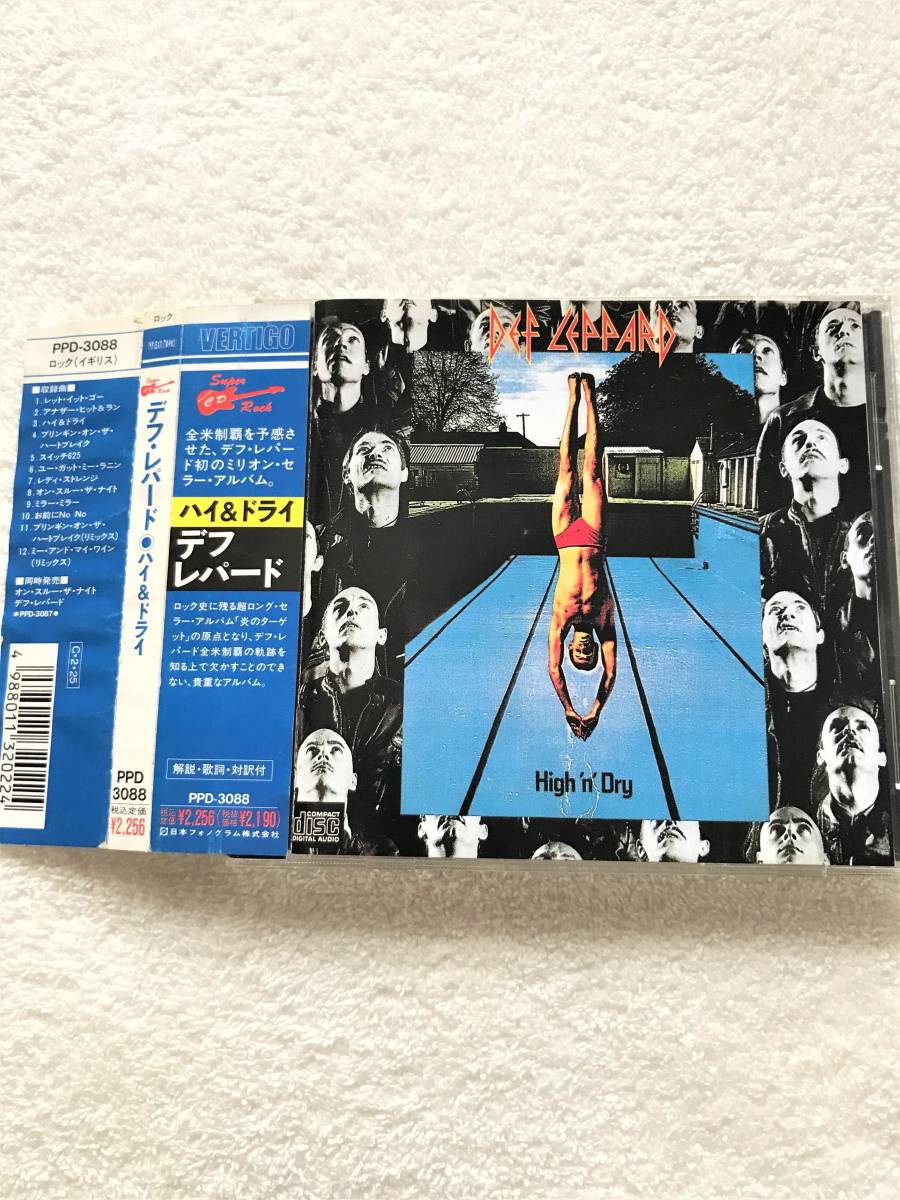 PPD-3088
ロック(イギリス)
■収録曲■
1.レット・イット・ゴー
2.アナザー・ヒット&ラン
3.ハイ&ドライ
4.ブリンギン・オン・ザ・
ハートブレイク
5.スイッチ625
6.ユー・ガット・ミー・ラニン
7.レディ・ストレンジ
8.オン・スルー・ザ・ナイト
9.ミラー・ミラー
10.お前にNo No
11.ブリンギン・オン・ザ・
ハートブレイク(リミックス)
12.ミー・アンド・マイ・ワイン
(リミックス)
■同時発売■
オン・スルー・ザ・ナイト
デフ・レパード
●PPD-3087●
C・2・25
4988011320224
ロック
デフ・レパード●ハイ&ドライ
PPD
3088
税込定価
¥2,256
VERTIGO
Super
CD
Rock
全米制覇を予感さ
せた、デフ・レパー
ド初のミリオン・セ
ラー・アルバム。
ハイ&ドライ
デフ
レパード
ロック史に残る超ロング・セ
ラー・アルバム「炎のターゲ
ット」の原点となり、デフ・レ
パード全米制覇の軌跡を
知る上で欠かすことのでき
ない、貴重なアルバム。
解説・歌詞・対訳付
PPD-3088
税込定価¥2,256(税抜価格¥2,190)
日本フォノグラム株式会社
DEF LEPPARD
High 'n' Dry
COMPACT
disc
DIGITAL AUDIO